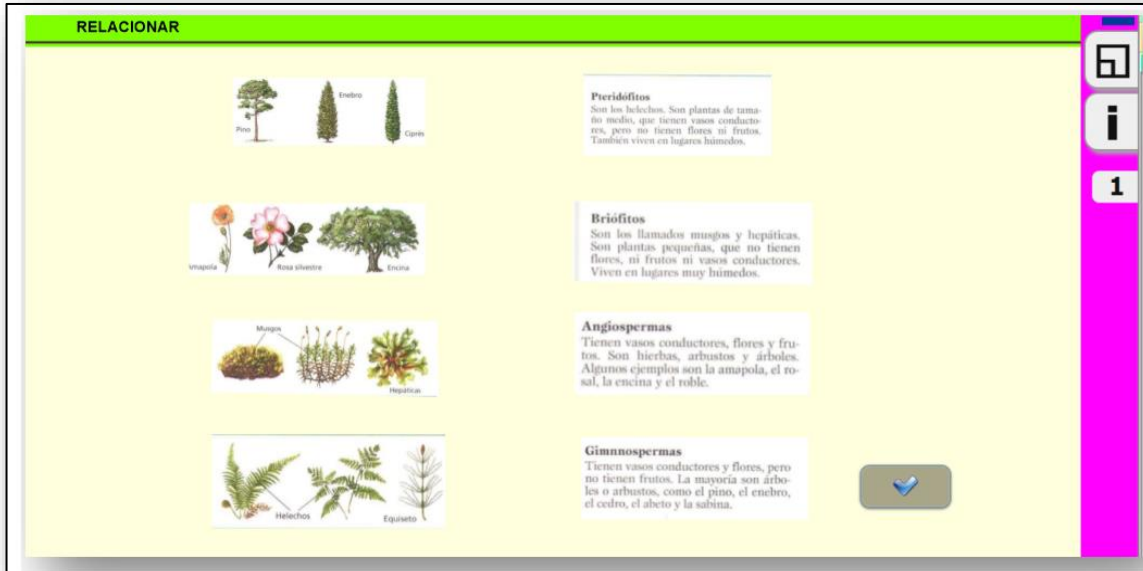 RELACIONAR
Enebro
Pino
Ciprés
Pteridófitos
Son los helechos. Son plantas de tama-
ño medio, que tienen vasos conducto-
res, pero no tienen flores ni frutos.
También viven en lugares húmedos.
1
Amapola
Rosa silvestre
Encina
Briófitos
Son los llamados musgos y hepáticas.
Son plantas pequeñas, que no tienen
flores, ni frutos ni vasos conductores.
Viven en lugares muy húmedos.
Musgos
Hepáticas
Angiospermas
Tienen vasos conductores, flores y fru-
tos. Son hierbas, arbustos y árboles.
Algunos ejemplos son la amapola, el ro-
sal, la encina y el roble.
Helechos
Equiseto
Gimnnospermas
Tienen vasos conductores y flores, pero
no tienen frutos. La mayoría son árbo-
les o arbustos, como el pino, el enebro,
el cedro, el abeto y la sabina.